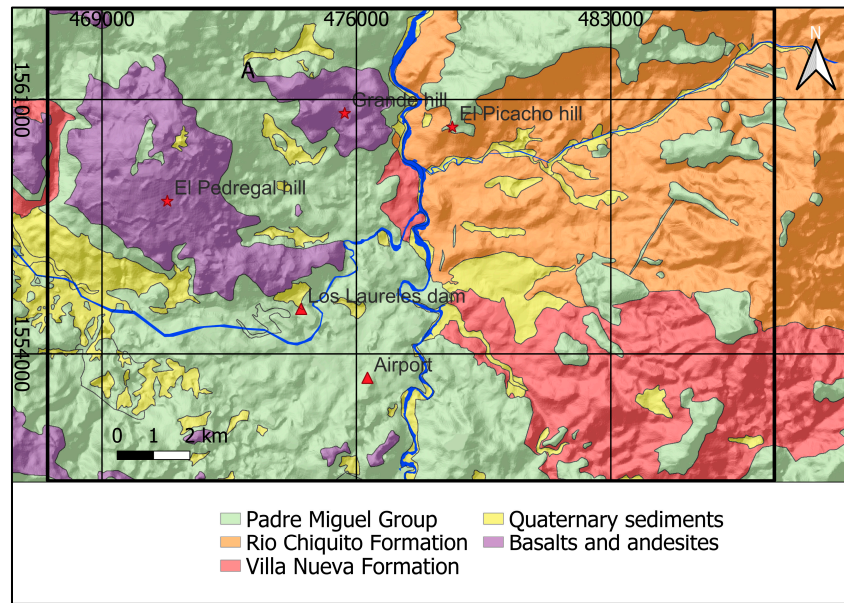 469000 476000 483000
N
A
1561000
Grande hill
El Picacho hill
El Pedregal hill
Los Laureles dam
1554000
Airport
0 1 2 km
Padre Miguel Group Quaternary sediments
Rio Chiquito Formation Basalts and andesites
Villa Nueva Formation